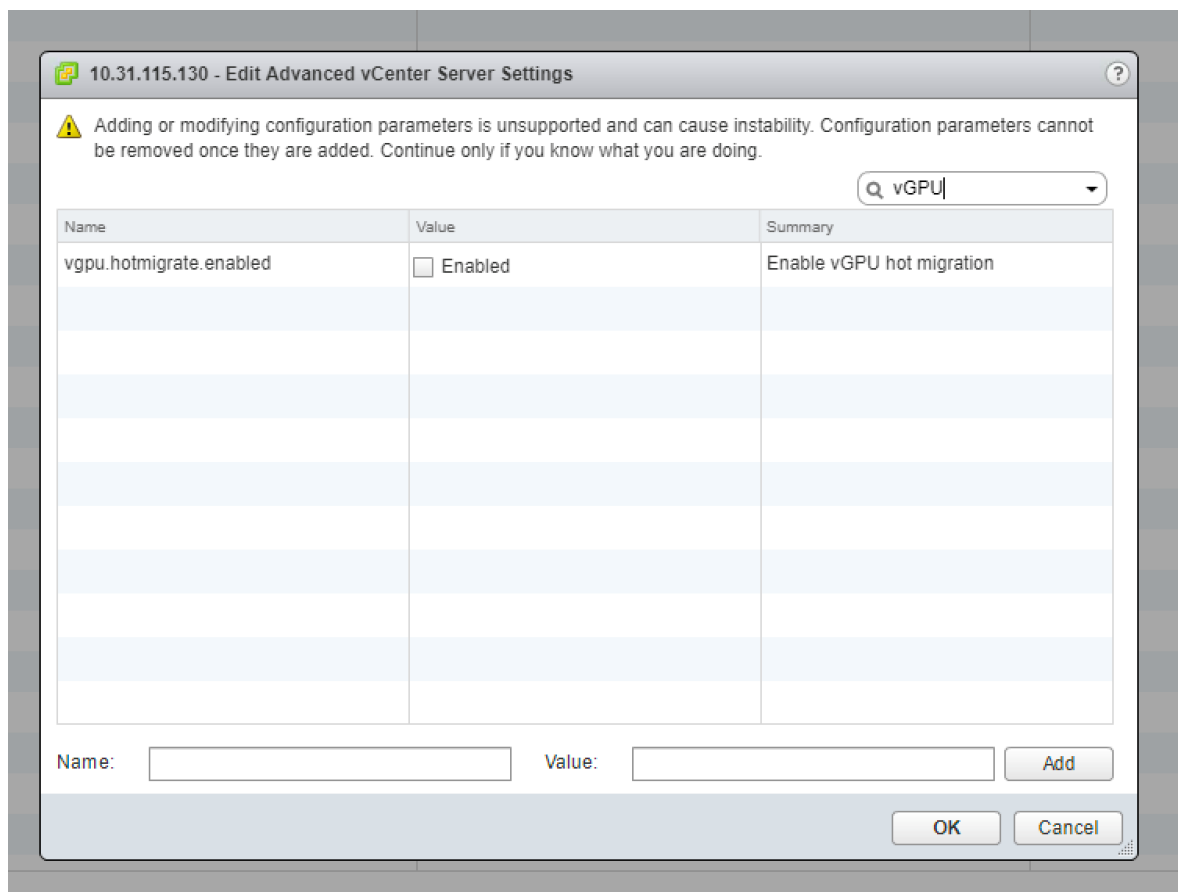 10.31.115.130 - Edit Advanced vCenter Server Settings
?
Adding or modifying configuration parameters is unsupported and can cause instability. Configuration parameters cannot
be removed once they are added. Continue only if you know what you are doing.
vGPU
Name Value Summary
vgpu.hotmigrate.enabled Enabled Enable vGPU hot migration
Name: Value: Add
OK Cancel